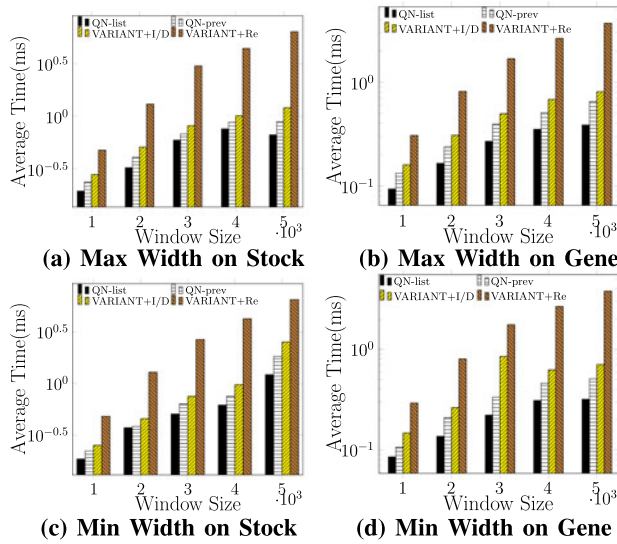 QN-list QN-prev
VARIANT+I/D VARIANT+Re
Average Time(ms)
10^0.5
10^0
10^−0.5
1 2 3 4 5
Window Size ·10^3
(a) Max Width on Stock
QN-list QN-prev
VARIANT+I/D VARIANT+Re
Average Time(ms)
10^0
10^−1
1 2 3 4 5
Window Size ·10^3
(b) Max Width on Gene
QN-list QN-prev
VARIANT+I/D VARIANT+Re
Average Time(ms)
10^0.5
10^0
10^−0.5
1 2 3 4 5
Window Size ·10^3
(c) Min Width on Stock
QN-list QN-prev
VARIANT+I/D VARIANT+Re
Average Time(ms)
10^0
10^−1
1 2 3 4 5
Window Size ·10^3
(d) Min Width on Gene